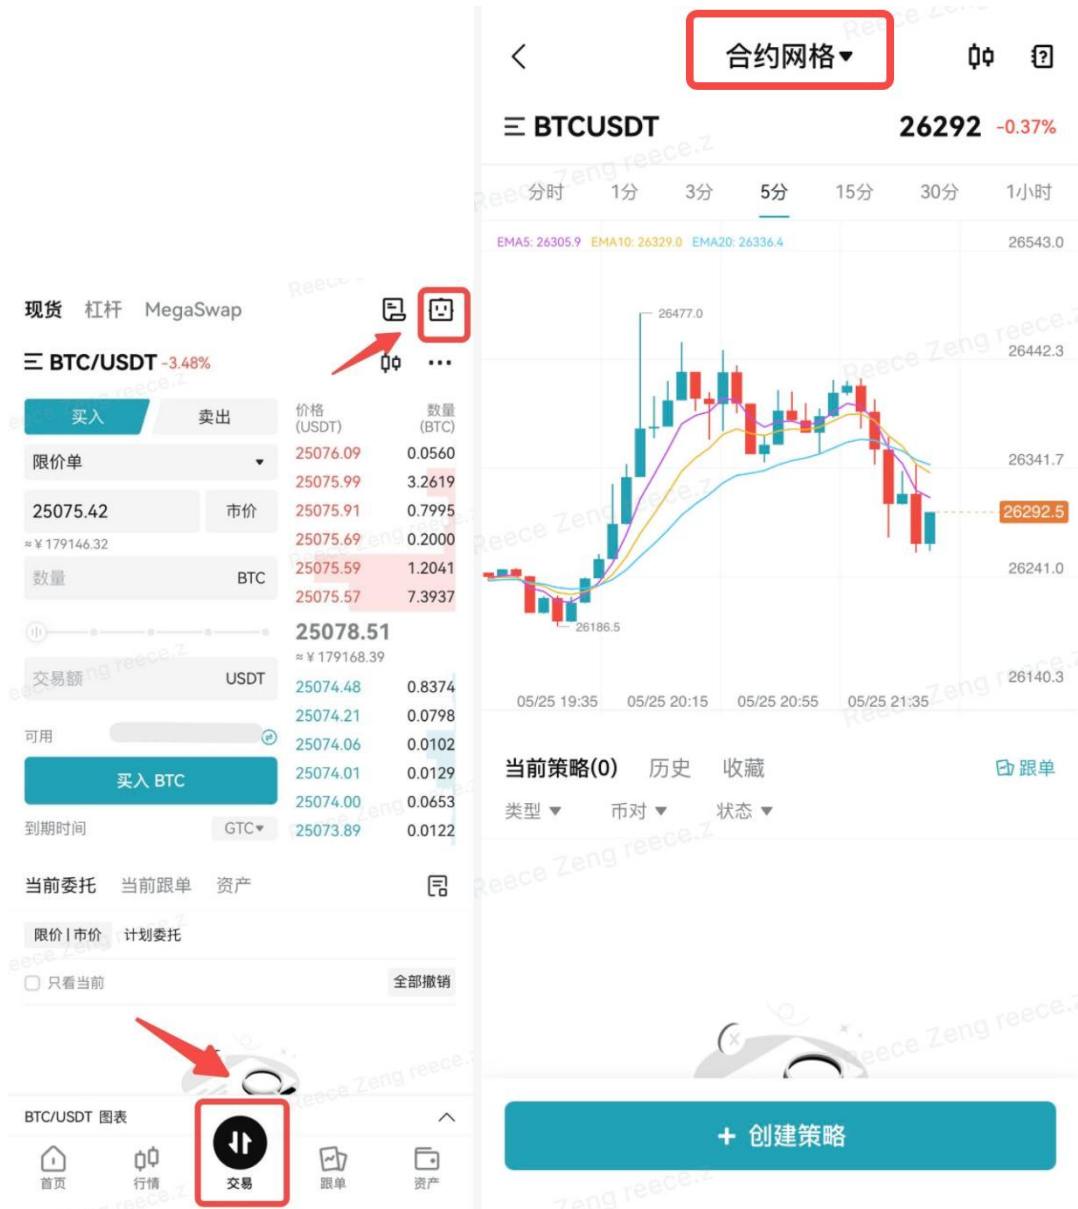 现货 杠杆 MegaSwap
BTC/USDT -3.48%
买入 卖出
限价单
25075.42 市价
≈¥179146.32
数量 BTC
交易额 USDT
可用
买入 BTC
到期时间 GTC
价格 数量
(USDT) (BTC)
25076.09 0.0560
25075.99 3.2619
25075.91 0.7995
25075.69 0.2000
25075.59 1.2041
25075.57 7.3937
25078.51
≈¥179168.39
25074.48 0.8374
25074.21 0.0798
25074.06 0.0102
25074.01 0.0129
25074.00 0.0653
25073.89 0.0122
当前委托 当前跟单 资产
限价|市价 计划委托
只看当前 全部撤销
BTC/USDT 图表
首页 行情 交易 跟单 资产
合约网格
BTCUSDT 26292 -0.37%
分时 1分 3分 5分 15分 30分 1小时
EMA5: 26305.9 EMA10: 26329.0 EMA20: 26336.4
26543.0
26477.0
26442.3
26341.7
26292.5
26241.0
26186.5
26140.3
05/25 19:35 05/25 20:15 05/25 20:55 05/25 21:35
当前策略(0) 历史 收藏 跟单
类型 币对 状态
+ 创建策略
Reece Zeng reece.z